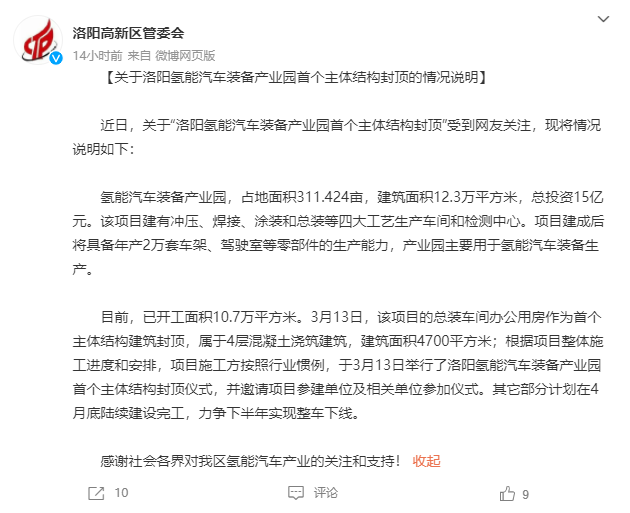 洛阳高新区管委会
14小时前 来自 微博网页版
【关于洛阳氢能汽车装备产业园首个主体结构封顶的情况说明】
近日，关于“洛阳氢能汽车装备产业园首个主体结构封顶”受到网友关注，现将情况
说明如下：
氢能汽车装备产业园，占地面积311.424亩，建筑面积12.3万平方米，总投资15亿
元。该项目建有冲压、焊接、涂装和总装等四大工艺生产车间和检测中心。项目建成后
将具备年产2万套车架、驾驶室等零部件的生产能力，产业园主要用于氢能汽车装备生
产。
目前，已开工面积10.7万平方米。3月13日，该项目的总装车间办公用房作为首个
主体结构建筑封顶，属于4层混凝土浇筑建筑，建筑面积4700平方米；根据项目整体施
工进度和安排，项目施工方按照行业惯例，于3月13日举行了洛阳氢能汽车装备产业园
首个主体结构封顶仪式，并邀请项目参建单位及相关单位参加仪式。其它部分计划在4
月底陆续建设完工，力争下半年实现整车下线。
感谢社会各界对我区氢能汽车产业的关注和支持！ 收起
10 评论 9